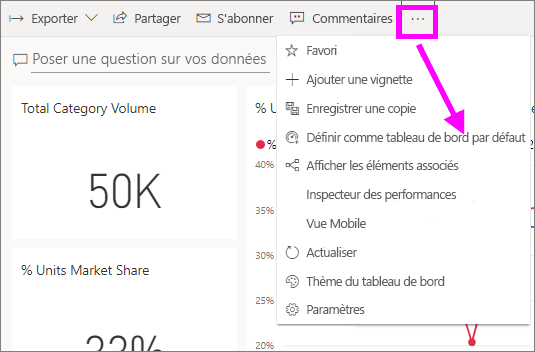 Exporter
Partager
S'abonner
Commentaires
...
Poser une question sur vos données
Favori
Ajouter une vignette
Enregistrer une copie
Définir comme tableau de bord par défaut
Afficher les éléments associés
Inspecteur des performances
Vue Mobile
Actualiser
Thème du tableau de bord
Paramètres
Total Category Volume
50K
% Units Market Share
% U
%
40%
35%
30%
25%
20%